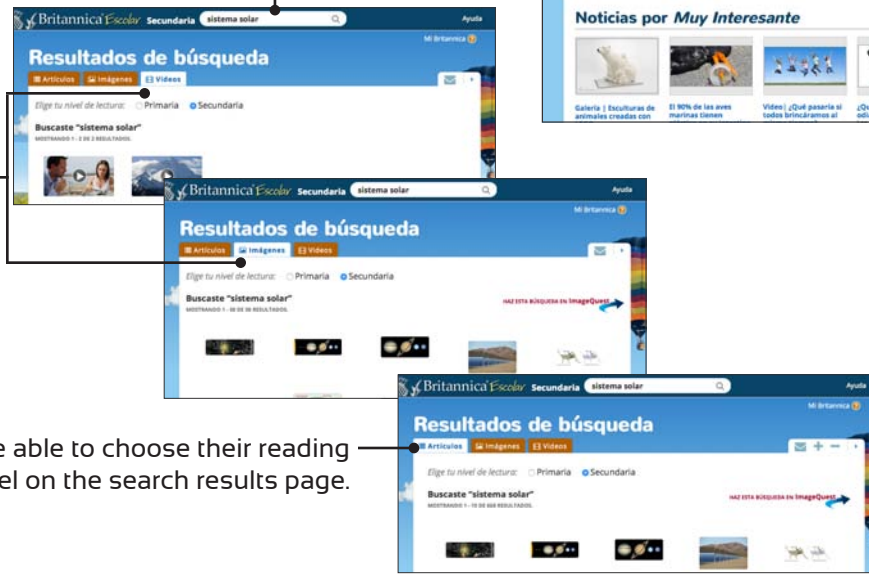 Britannica Escolar Secundaria sistema solar Ayuda
Mi Britannica
Resultados de búsqueda
Artículos Imágenes Videos
Elige tu nivel de lectura: Primaria Secundaria
Buscaste "sistema solar"
MOSTRANDO 1 - 2 DE 2 RESULTADOS.
Noticias por Muy Interesante
Galería | Esculturas de
animales creadas con
El 90% de las aves
marinas tienen
Video| ¿Qué pasaría si
todos brincáramos al
Britannica Escolar Secundaria sistema solar Ayuda
Mi Britannica
Resultados de búsqueda
Artículos Imágenes Videos
Elige tu nivel de lectura: Primaria Secundaria
Buscaste "sistema solar"
HAZ ESTA BÚSQUEDA EN ImageQuest
e able to choose their reading
el on the search results page.
Britannica Escolar Secundaria sistema solar Ayuda
Mi Britannica
Resultados de búsqueda
Artículos Imágenes Videos
Elige tu nivel de lectura: Primaria Secundaria
Buscaste "sistema solar"
HAZ ESTA BÚSQUEDA EN ImageQuest